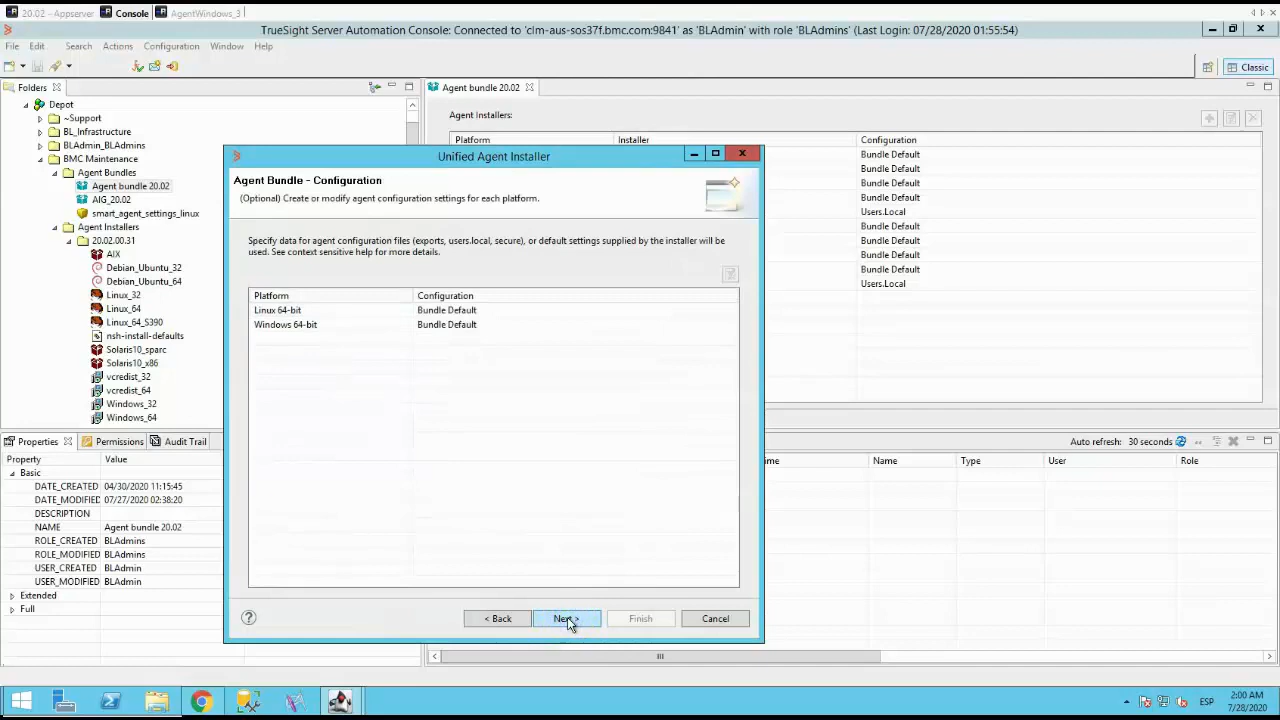 20.02 - Appserver Console AgentWindows_3
TrueSight Server Automation Console: Connected to 'clm-aus-sos37f.bmc.com:9841' as 'BLAdmin' with role 'BLAdmins' (Last Login: 07/28/2020 01:55:54)
File Edit Search Actions Configuration Window Help
Classic
Folders
Depot
~Support
BL_Infrastructure
BLAdmin_BLAdmins
BMC Maintenance
Agent Bundles
Agent bundle 20.02
AIG_20.02
smart_agent_settings_linux
Agent Installers
20.02.00.31
AIX
Debian_Ubuntu_32
Debian_Ubuntu_64
Linux_32
Linux_64
Linux_64_S390
nsh-install-defaults
Solaris10_sparc
Solaris10_x86
vcredist_32
vcredist_64
Windows_32
Windows_64
Agent bundle 20.02
Agent Installers:
Platform Installer Configuration
Bundle Default
Bundle Default
Bundle Default
Bundle Default
Users.Local
Bundle Default
Bundle Default
Bundle Default
Bundle Default
Users.Local
Unified Agent Installer
Agent Bundle - Configuration
(Optional) Create or modify agent configuration settings for each platform.
Specify data for agent configuration files (exports, users.local, secure), or default settings supplied by the installer will be
used. See context sensitive help for more details.
Platform Configuration
Linux 64-bit Bundle Default
Windows 64-bit Bundle Default
? < Back Next > Finish Cancel
Properties Permissions Audit Trail
Property Value
Basic
DATE_CREATED 04/30/2020 11:15:45
DATE_MODIFIED 07/27/2020 02:38:20
DESCRIPTION
NAME Agent bundle 20.02
ROLE_CREATED BLAdmins
ROLE_MODIFIED BLAdmins
USER_CREATED BLAdmin
USER_MODIFIED BLAdmin
Extended
Full
Auto refresh: 30 seconds
ime Name Type User Role
ESP
2:00 AM
7/28/2020